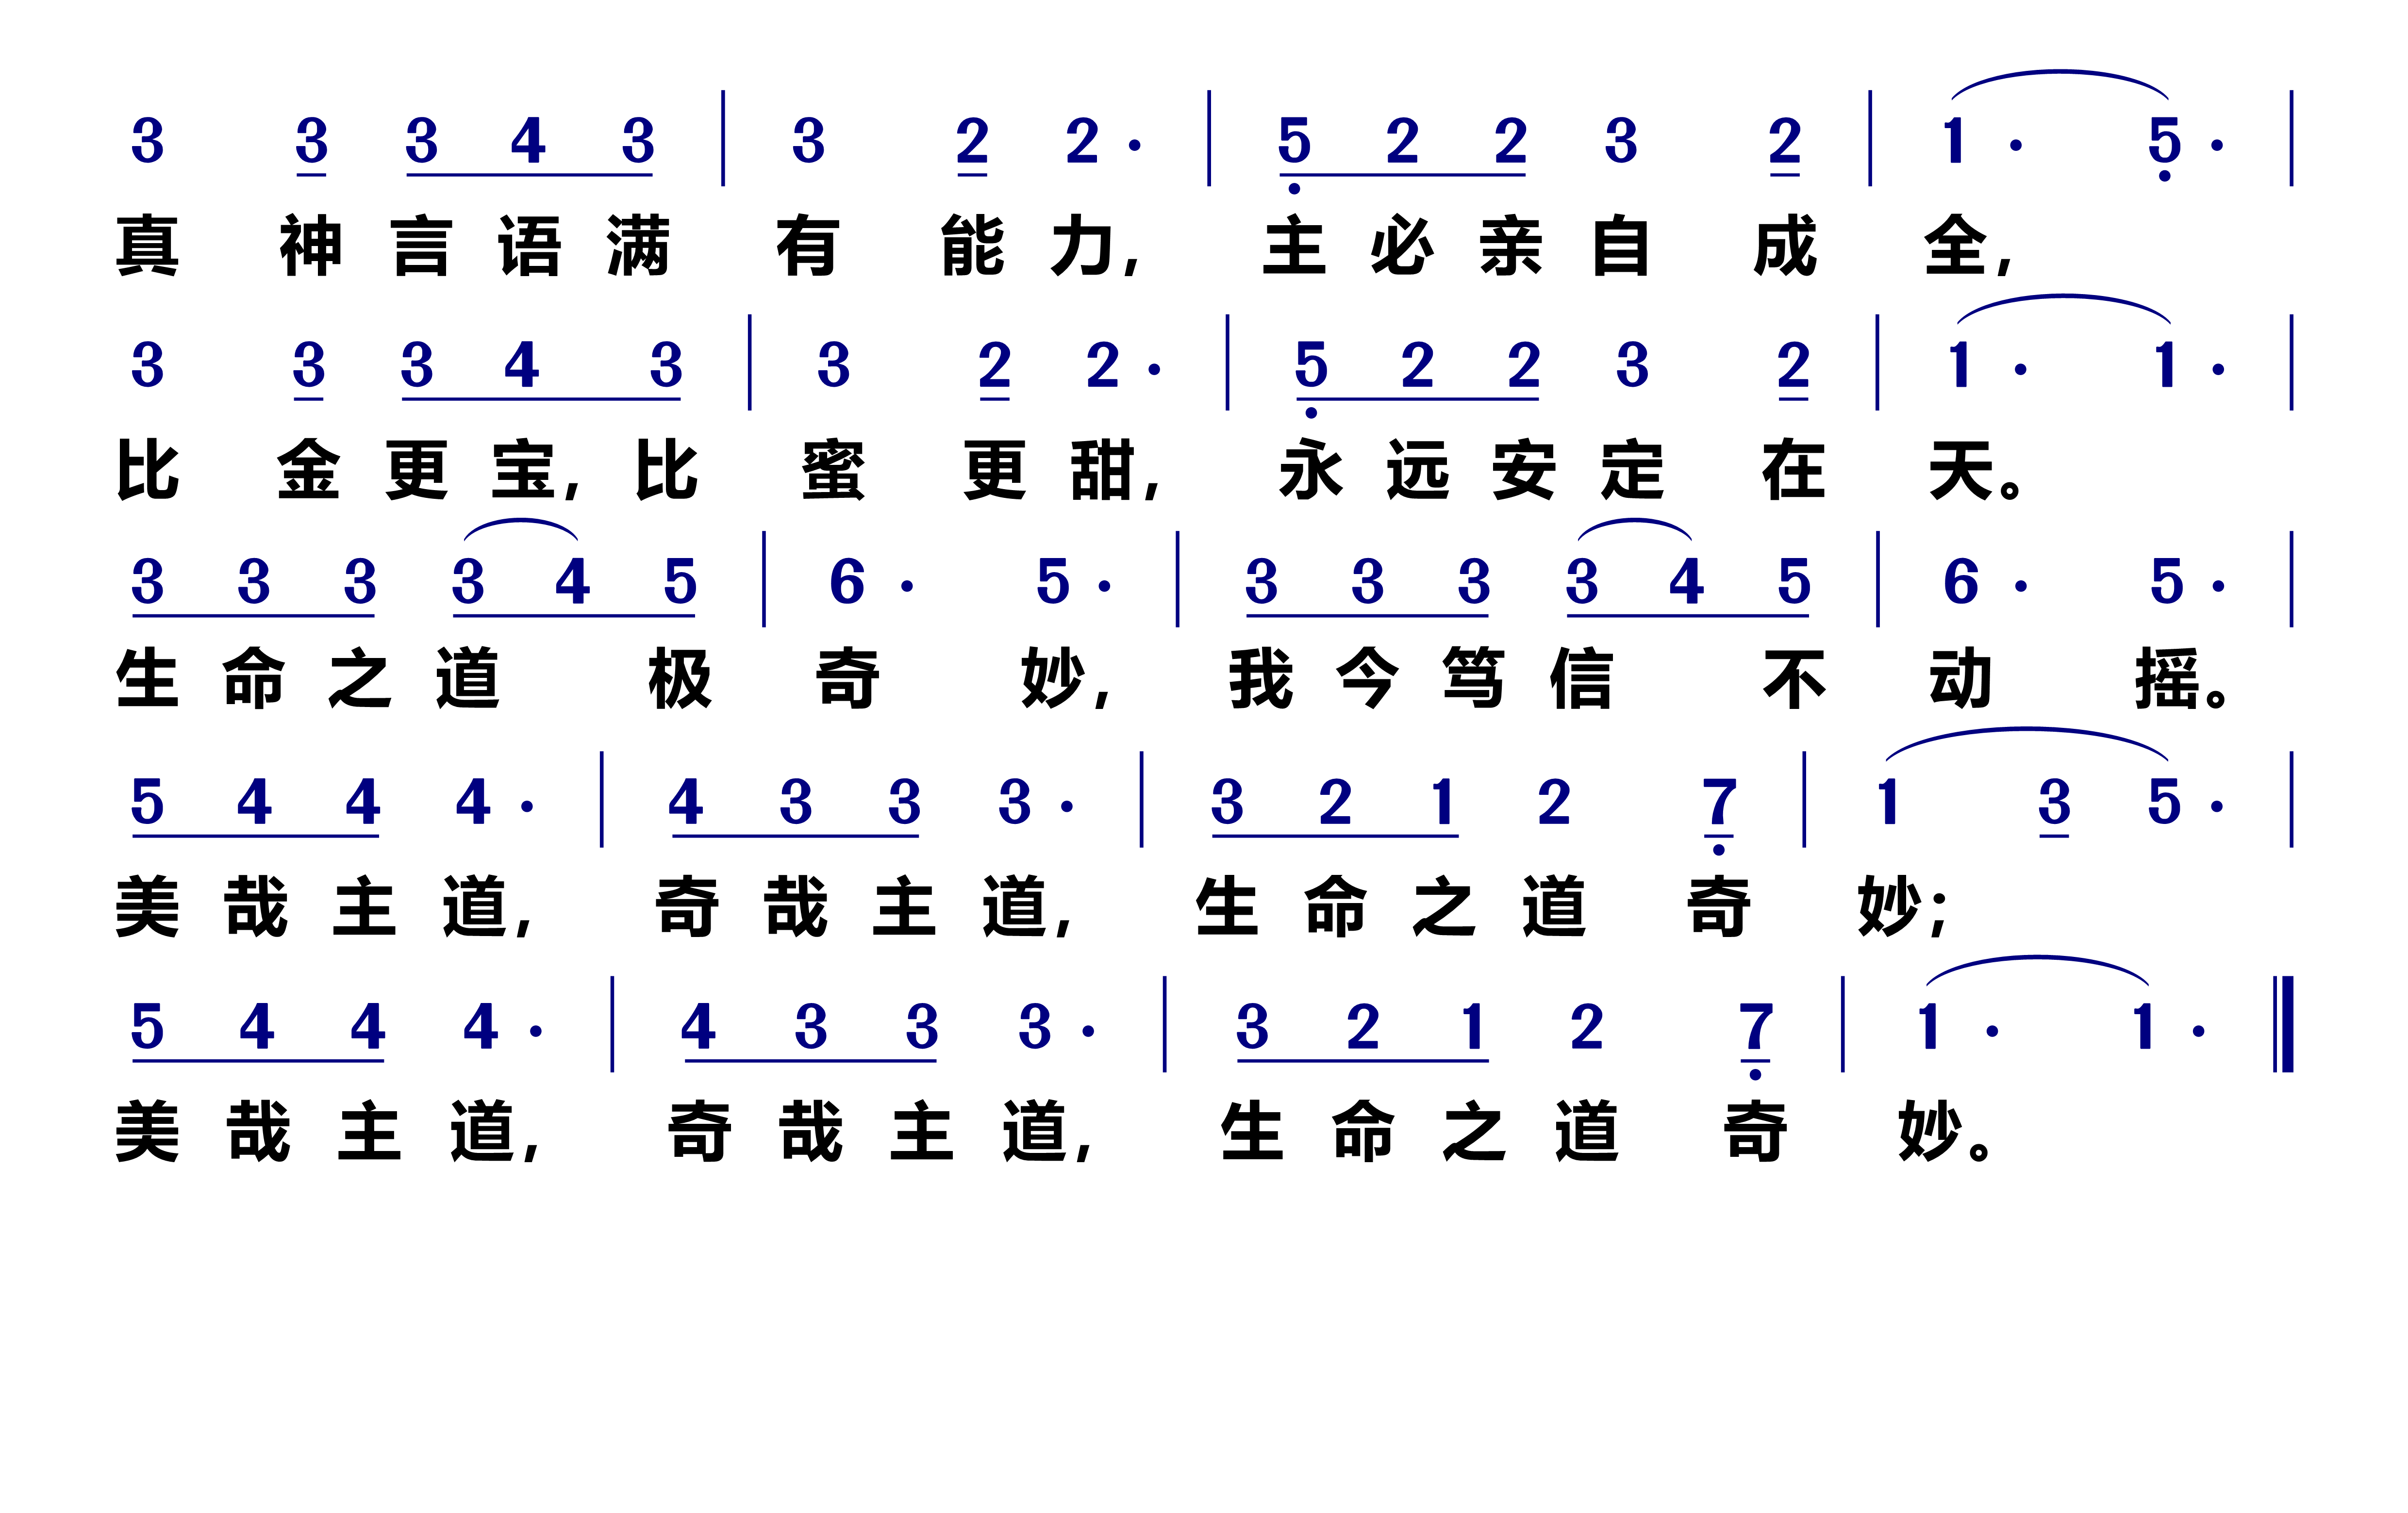 3 3 3 4 3 | 3 2 2 · | 5̣ 2 2 3 2 | 1 · 5̣ · |
真神言语满有能力, 主必亲自成全,
3 3 3 4 3 | 3 2 2 · | 5̣ 2 2 3 2 | 1 · 1 · |
比金更宝, 比蜜更甜, 永远安定在天。
3 3 3 3 4 5 | 6 · 5 · | 3 3 3 3 4 5 | 6 · 5 · |
生命之道极奇妙, 我今笃信不动摇。
5 4 4 4 · | 4 3 3 3 · | 3 2 1 2 7̣ | 1 3 5 · |
美哉主道, 奇哉主道, 生命之道奇妙;
5 4 4 4 · | 4 3 3 3 · | 3 2 1 2 7̣ | 1 · 1 · ‖
美哉主道, 奇哉主道, 生命之道奇妙。